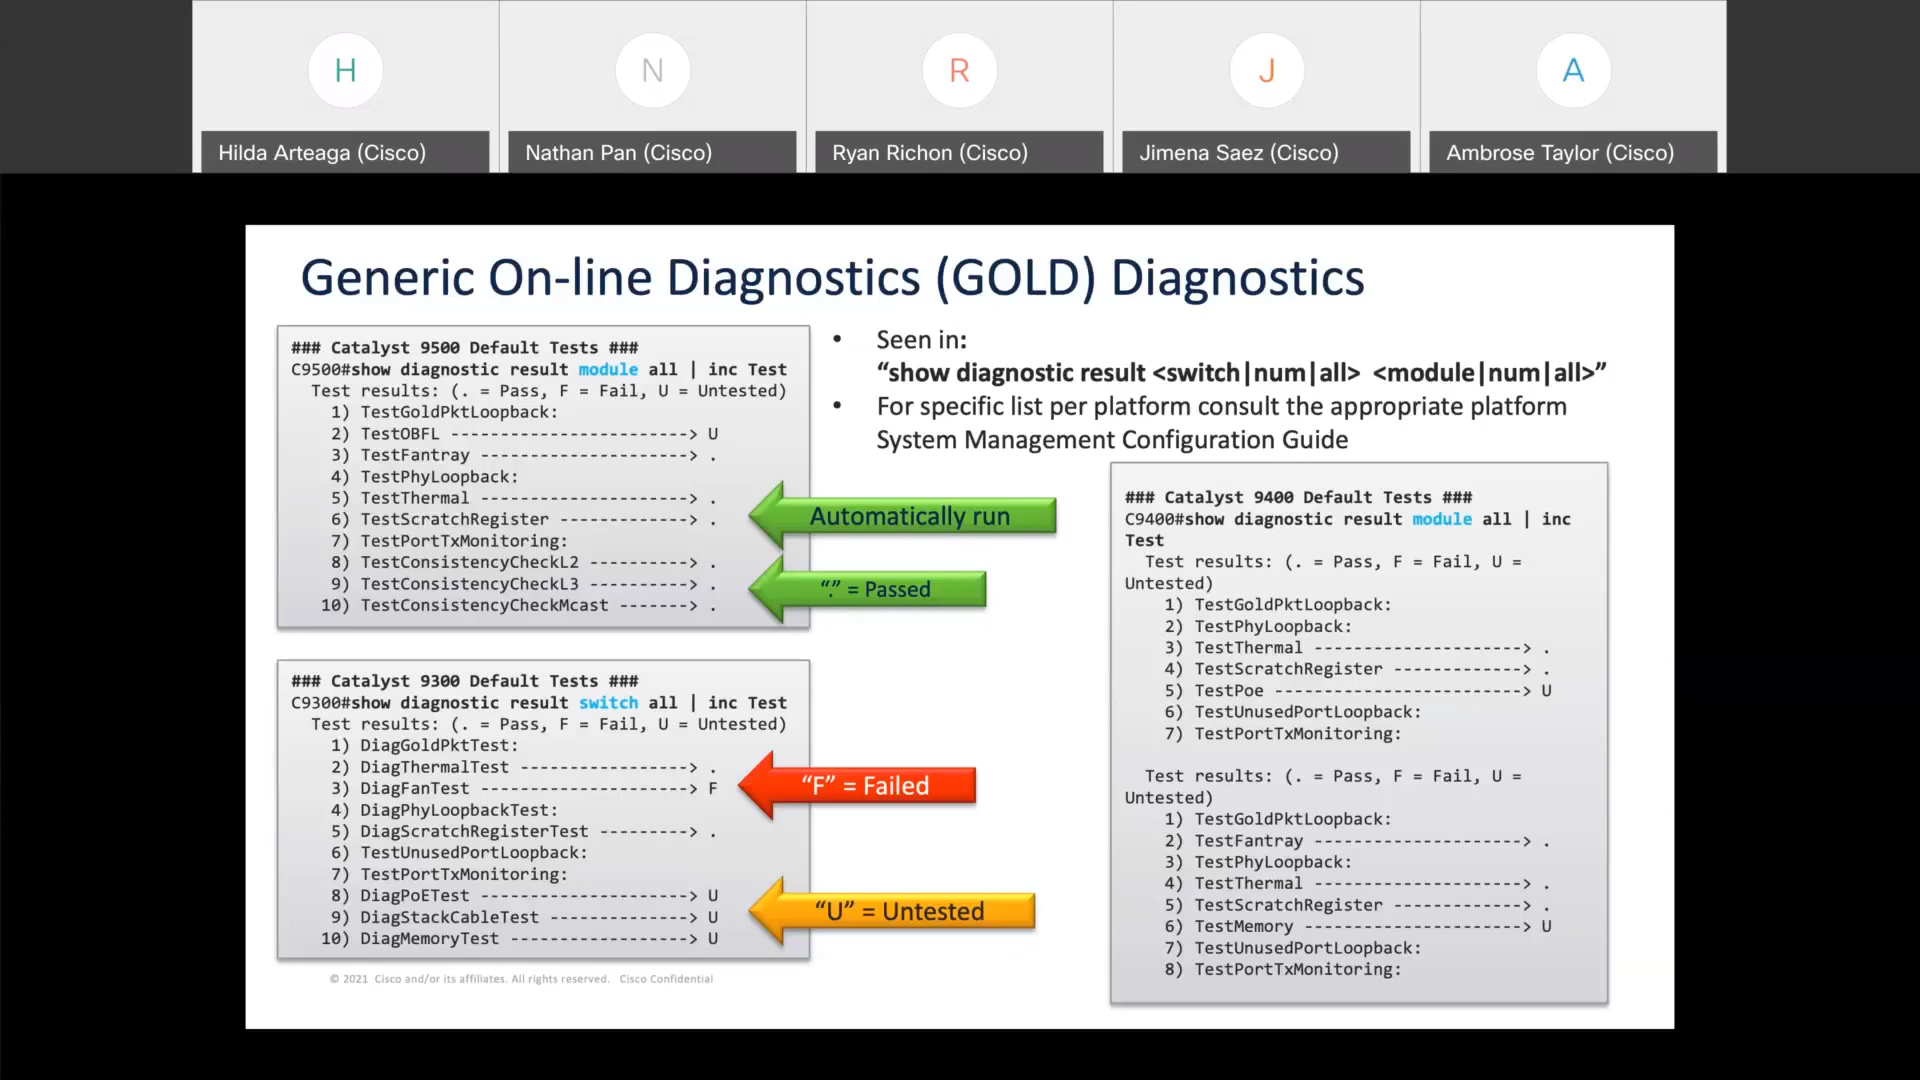 H
N
R
J
A
Hilda Arteaga (Cisco)
Nathan Pan (Cisco)
Ryan Richon (Cisco)
Jimena Saez (Cisco)
Ambrose Taylor (Cisco)
Generic On-line Diagnostics (GOLD) Diagnostics
### Catalyst 9500 Default Tests ###
C9500#show diagnostic result module all | inc Test
Test results: (. = Pass, F = Fail, U = Untested)
1) TestGoldPktLoopback:
2) TestOBFL ------------------------> U
3) TestFantray ---------------------> .
4) TestPhyLoopback:
5) TestThermal ---------------------> .
6) TestScratchRegister -------------> .
7) TestPortTxMonitoring:
8) TestConsistencyCheckL2 ----------> .
9) TestConsistencyCheckL3 ----------> .
10) TestConsistencyCheckMcast -------> .
Automatically run
“.” = Passed
### Catalyst 9300 Default Tests ###
C9300#show diagnostic result switch all | inc Test
Test results: (. = Pass, F = Fail, U = Untested)
1) DiagGoldPktTest:
2) DiagThermalTest -----------------> .
3) DiagFanTest ---------------------> F
4) DiagPhyLoopbackTest:
5) DiagScratchRegisterTest ---------> .
6) TestUnusedPortLoopback:
7) TestPortTxMonitoring:
8) DiagPoETest ---------------------> U
9) DiagStackCableTest --------------> U
10) DiagMemoryTest ------------------> U
“F” = Failed
“U” = Untested
• Seen in:
“show diagnostic result <switch|num|all> <module|num|all>”
• For specific list per platform consult the appropriate platform
System Management Configuration Guide
### Catalyst 9400 Default Tests ###
C9400#show diagnostic result module all | inc
Test
Test results: (. = Pass, F = Fail, U =
Untested)
1) TestGoldPktLoopback:
2) TestPhyLoopback:
3) TestThermal ---------------------> .
4) TestScratchRegister -------------> .
5) TestPoe -------------------------> U
6) TestUnusedPortLoopback:
7) TestPortTxMonitoring:
Test results: (. = Pass, F = Fail, U =
Untested)
1) TestGoldPktLoopback:
2) TestFantray ---------------------> .
3) TestPhyLoopback:
4) TestThermal ---------------------> .
5) TestScratchRegister -------------> .
6) TestMemory ----------------------> U
7) TestUnusedPortLoopback:
8) TestPortTxMonitoring:
© 2021 Cisco and/or its affiliates. All rights reserved. Cisco Confidential